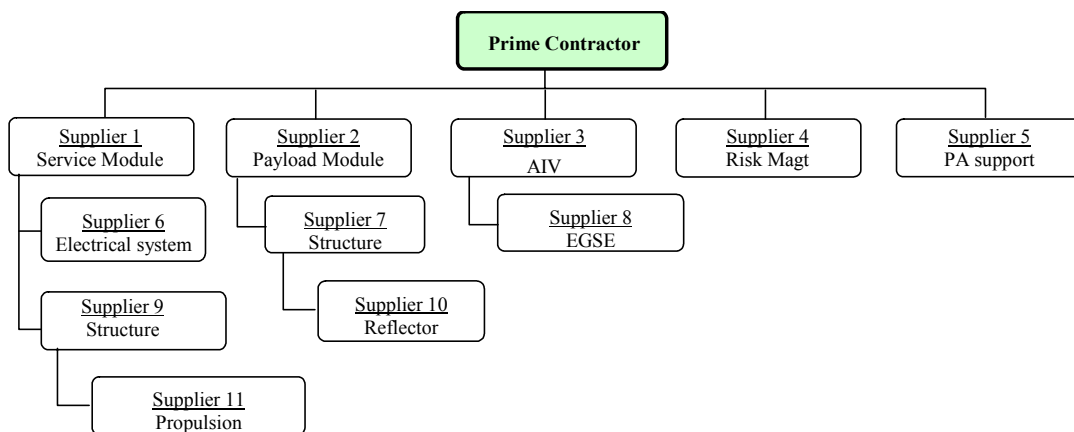 Prime Contractor
Supplier 1
Service Module
Supplier 2
Payload Module
Supplier 3
AIV
Supplier 4
Risk Magt
Supplier 5
PA support
Supplier 6
Electrical system
Supplier 7
Structure
Supplier 8
EGSE
Supplier 9
Structure
Supplier 10
Reflector
Supplier 11
Propulsion